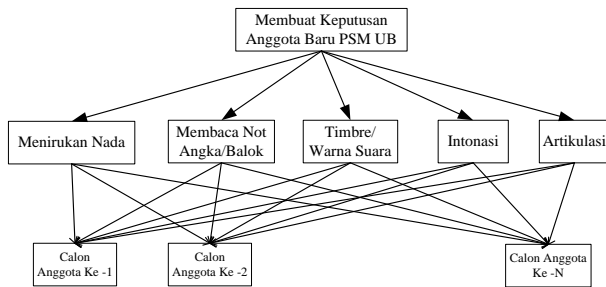 Membuat Keputusan
Anggota Baru PSM UB
Menirukan Nada
Membaca Not
Angka/Balok
Timbre/
Warna Suara
Intonasi
Artikulasi
Calon
Anggota Ke -1
Calon
Anggota Ke -2
Calon Anggota
Ke -N